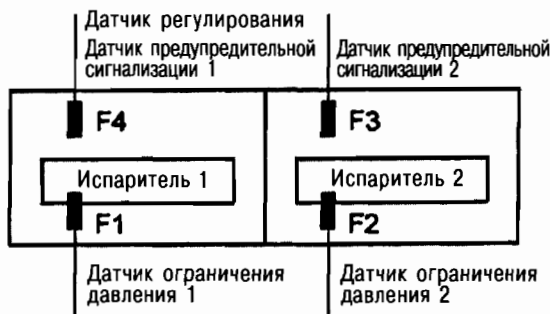 Датчик регулирования
Датчик предупредительной
сигнализации 1
Датчик предупредительной
сигнализации 2
F4
F3
Испаритель 1
Испаритель 2
F1
F2
Датчик ограничения
давления 1
Датчик ограничения
давления 2